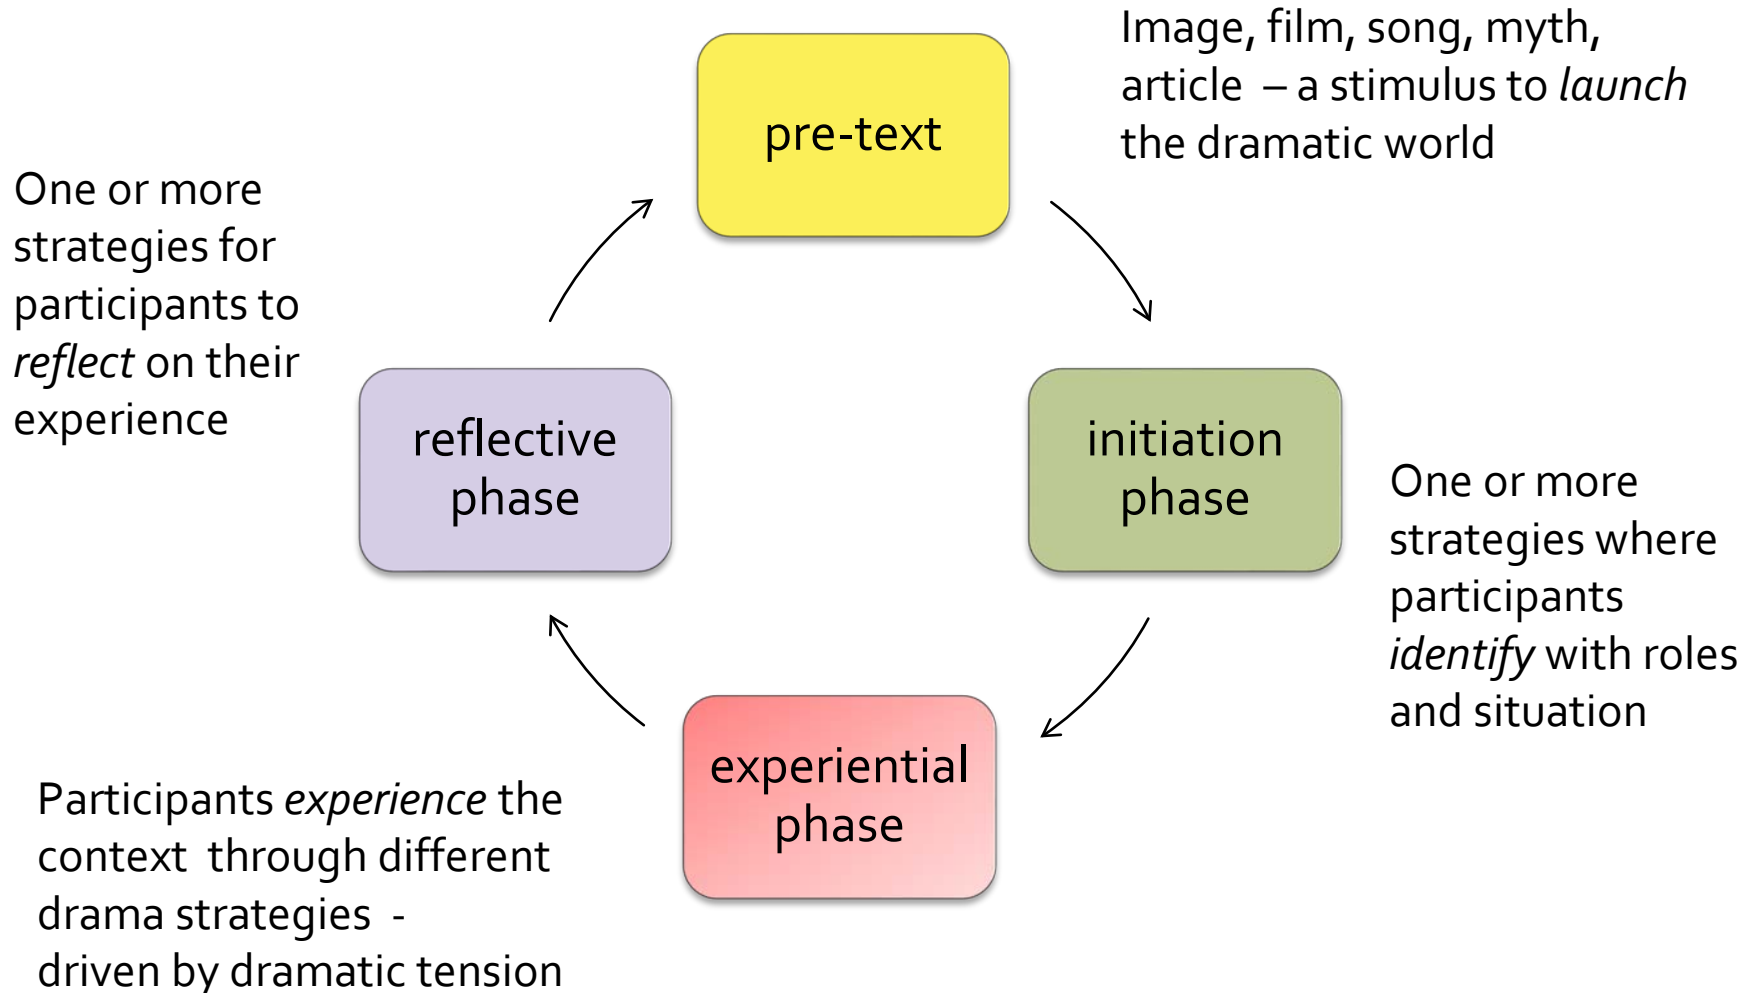 pre-text
Image, film, song, myth,
article – a stimulus to launch
the dramatic world
initiation
phase
One or more
strategies where
participants
identify with roles
and situation
experiential
phase
Participants experience the
context through different
drama strategies -
driven by dramatic tension
reflective
phase
One or more
strategies for
participants to
reflect on their
experience